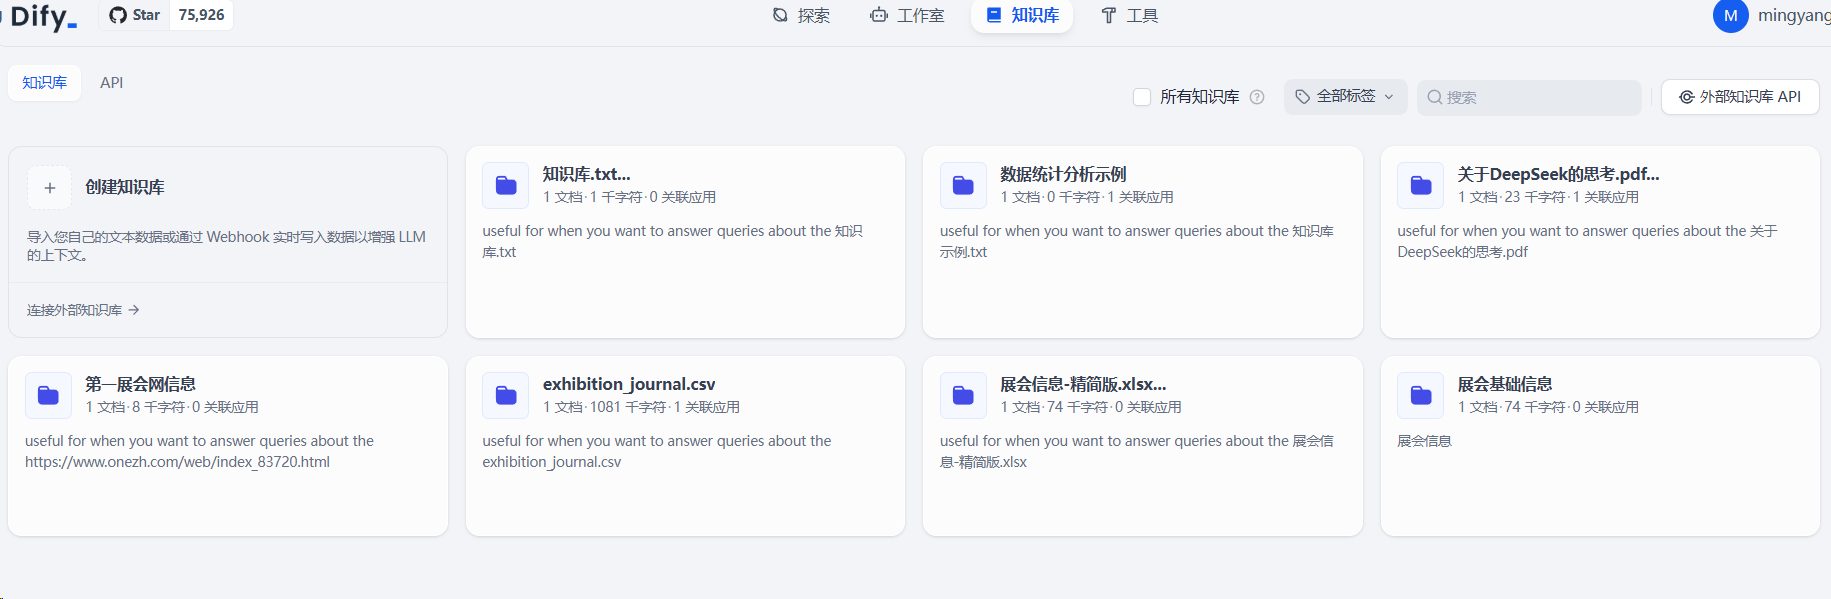 Dify_
Star 75,926
探索
工作室
知识库
工具
M
mingyang
知识库
API
所有知识库
全部标签
搜索
外部知识库 API
创建知识库
导入您自己的文本数据或通过 Webhook 实时写入数据以增强 LLM
的上下文。
连接外部知识库
知识库.txt...
1 文档·1 千字符·0 关联应用
useful for when you want to answer queries about the 知识
库.txt
数据统计分析示例
1 文档·0 千字符·1 关联应用
useful for when you want to answer queries about the 知识库
示例.txt
关于DeepSeek的思考.pdf...
1 文档·23 千字符·1 关联应用
useful for when you want to answer queries about the 关于
DeepSeek的思考.pdf
第一展会网信息
1 文档·8 千字符·0 关联应用
useful for when you want to answer queries about the
https://www.onezh.com/web/index_83720.html
exhibition_journal.csv
1 文档·1081 千字符·1 关联应用
useful for when you want to answer queries about the
exhibition_journal.csv
展会信息-精简版.xlsx...
1 文档·74 千字符·0 关联应用
useful for when you want to answer queries about the 展会信
息-精简版.xlsx
展会基础信息
1 文档·74 千字符·0 关联应用
展会信息